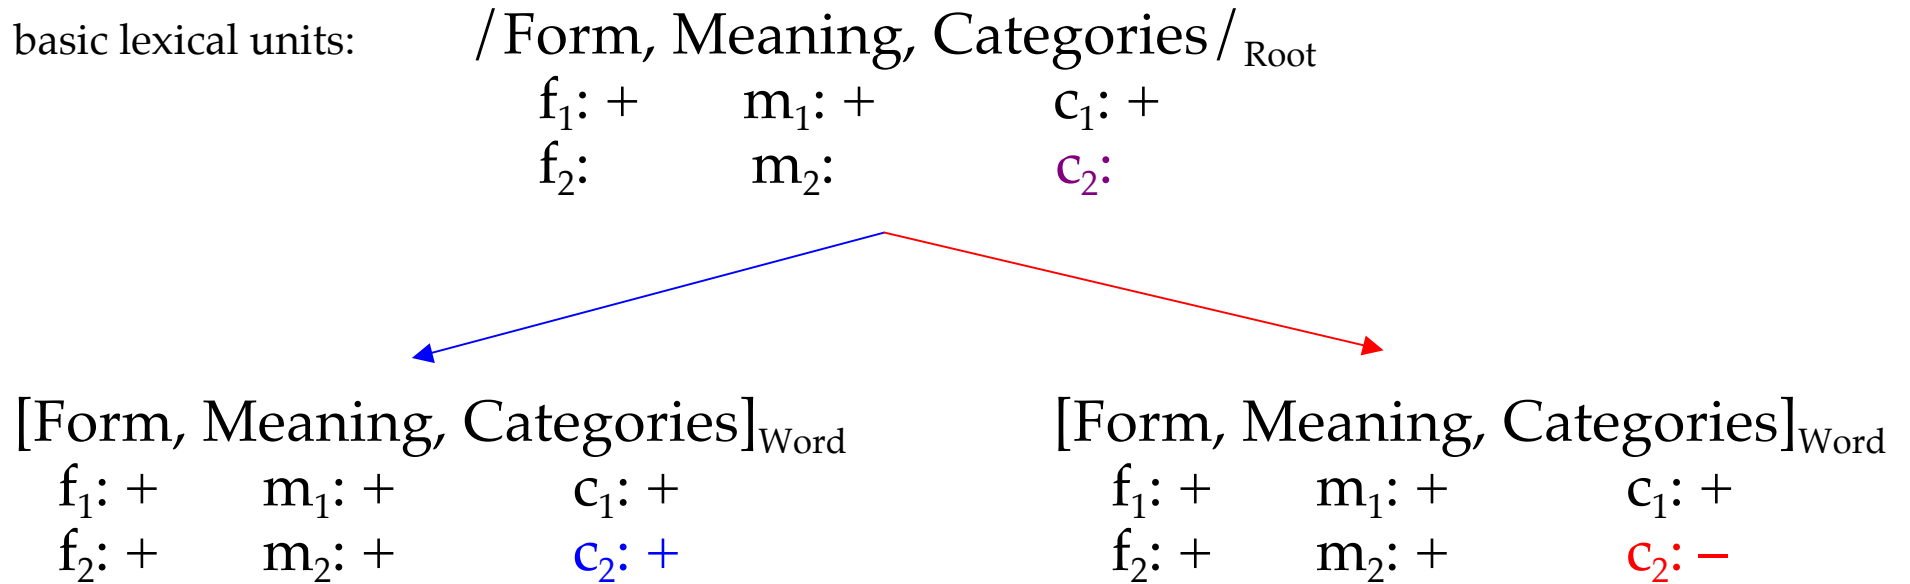 basic lexical units: /Form, Meaning, Categories/Root
f1: + m1: + c1: +
f2: m2: c2:
[Form, Meaning, Categories]Word [Form, Meaning, Categories]Word
f1: + m1: + c1: + f1: + m1: + c1: +
f2: + m2: + c2: + f2: + m2: + c2: –